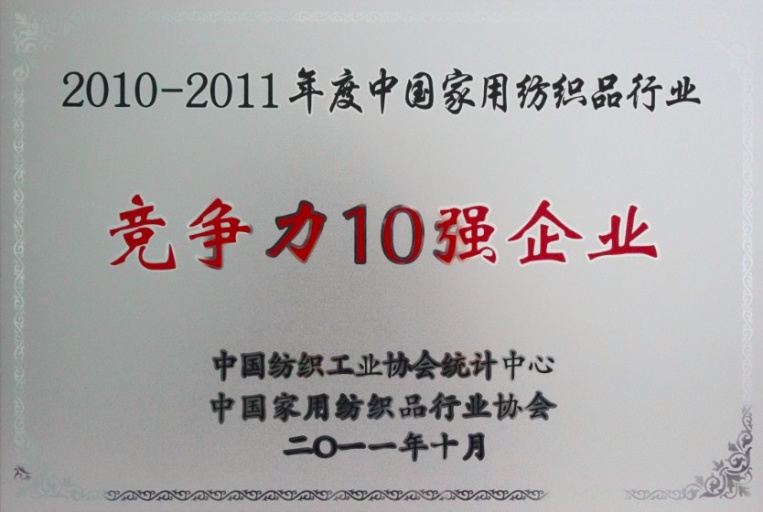 2010-2011年度中国家用纺织品行业
竞争力10强企业
中国纺织工业协会统计中心
中国家用纺织品行业协会
二〇一一年十月